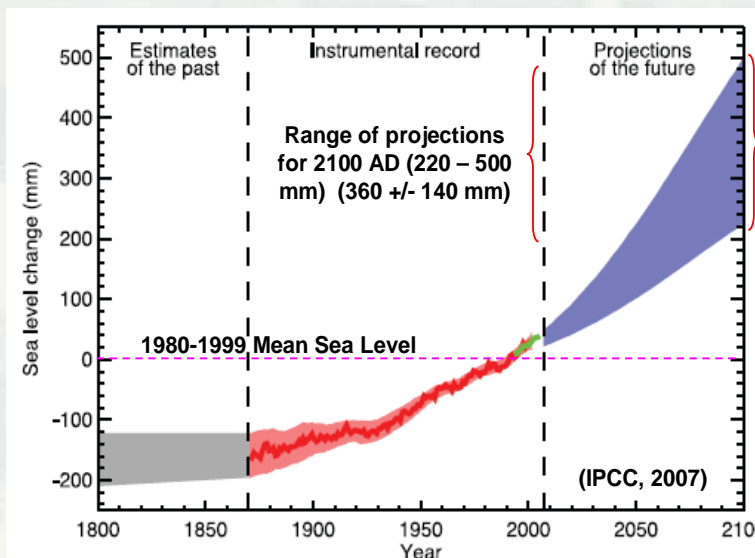 Estimates
of the past
Instrumental record
Projections
of the future
Range of projections
for 2100 AD (220 – 500
mm) (360 +/- 140 mm)
1980-1999 Mean Sea Level
(IPCC, 2007)
Sea level change (mm)
500
400
300
200
100
0
-100
-200
1800
1850
1900
1950
2000
2050
210
Year